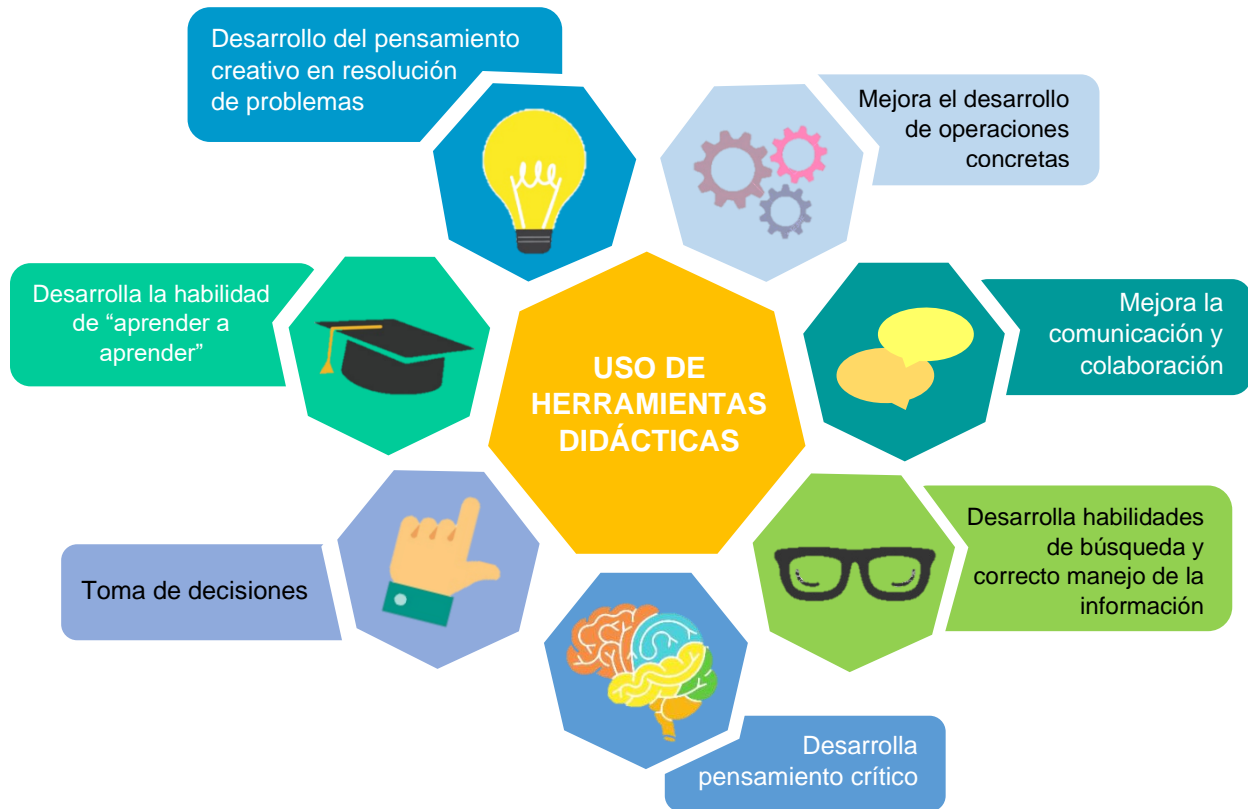 Desarrollo del pensamiento
creativo en resolución
de problemas
Mejora el desarrollo
de operaciones
concretas
Desarrolla la habilidad
de “aprender a
aprender”
USO DE
HERRAMIENTAS
DIDÁCTICAS
Mejora la
comunicación y
colaboración
Toma de decisiones
Desarrolla habilidades
de búsqueda y
correcto manejo de la
información
Desarrolla
pensamiento crítico